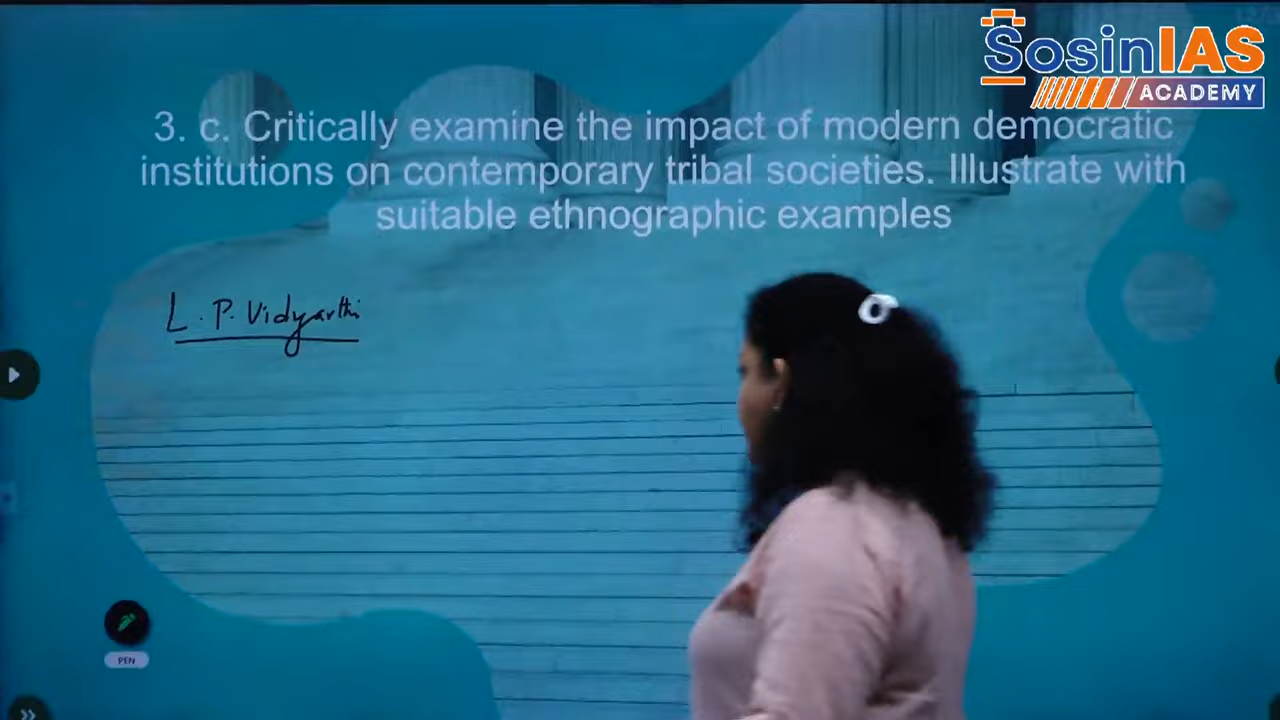 SosinIAS
ACADEMY
3. c. Critically examine the impact of modern democratic
institutions on contemporary tribal societies. Illustrate with
suitable ethnographic examples
L. P. Vidyarthi
PEN